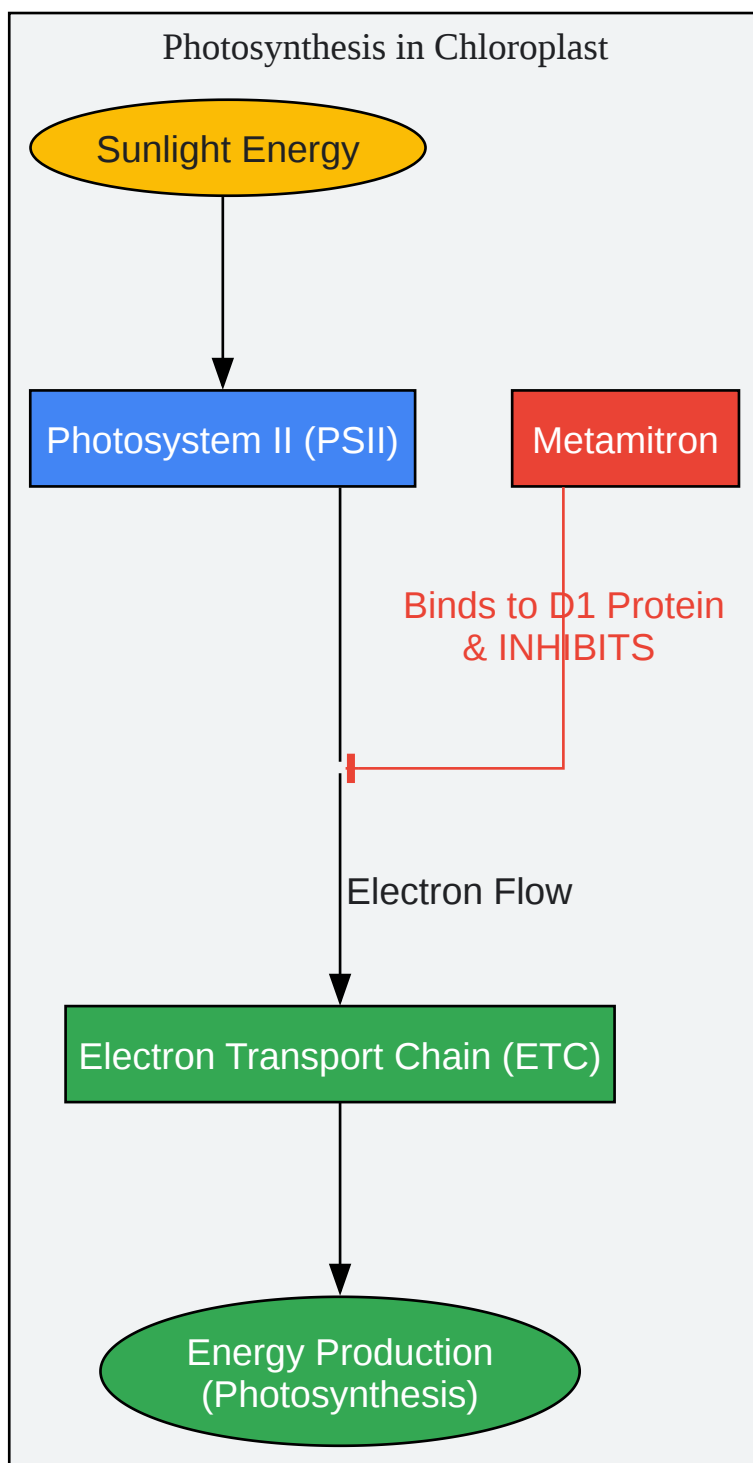 Photosynthesis in Chloroplast
Sunlight Energy
Photosystem II (PSII)
Metamitron
Binds to D1 Protein
& INHIBITS
Electron Flow
Electron Transport Chain (ETC)
Energy Production
(Photosynthesis)